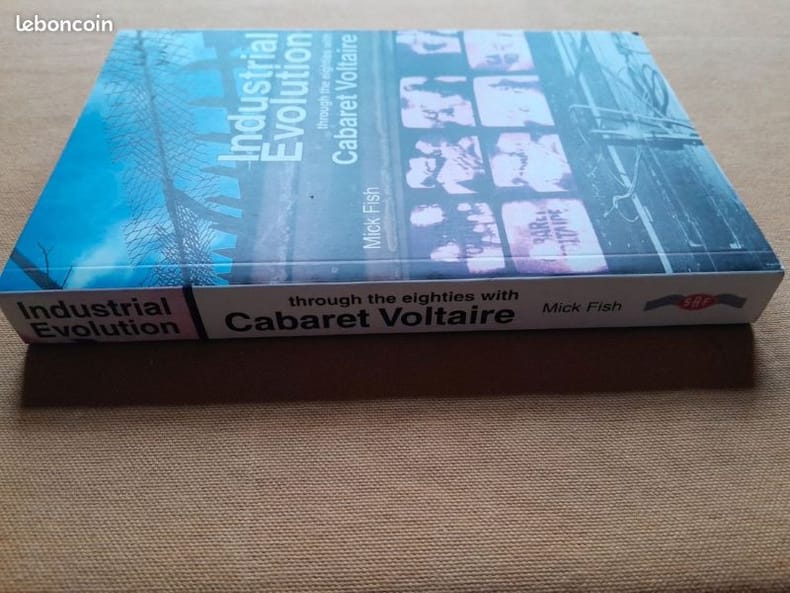 leboncoin
Industrial
Evolution
through the eighties with
Cabaret Voltaire
Mick Fish
Industrial
Evolution
through the eighties with
Cabaret Voltaire
Mick Fish
SAF